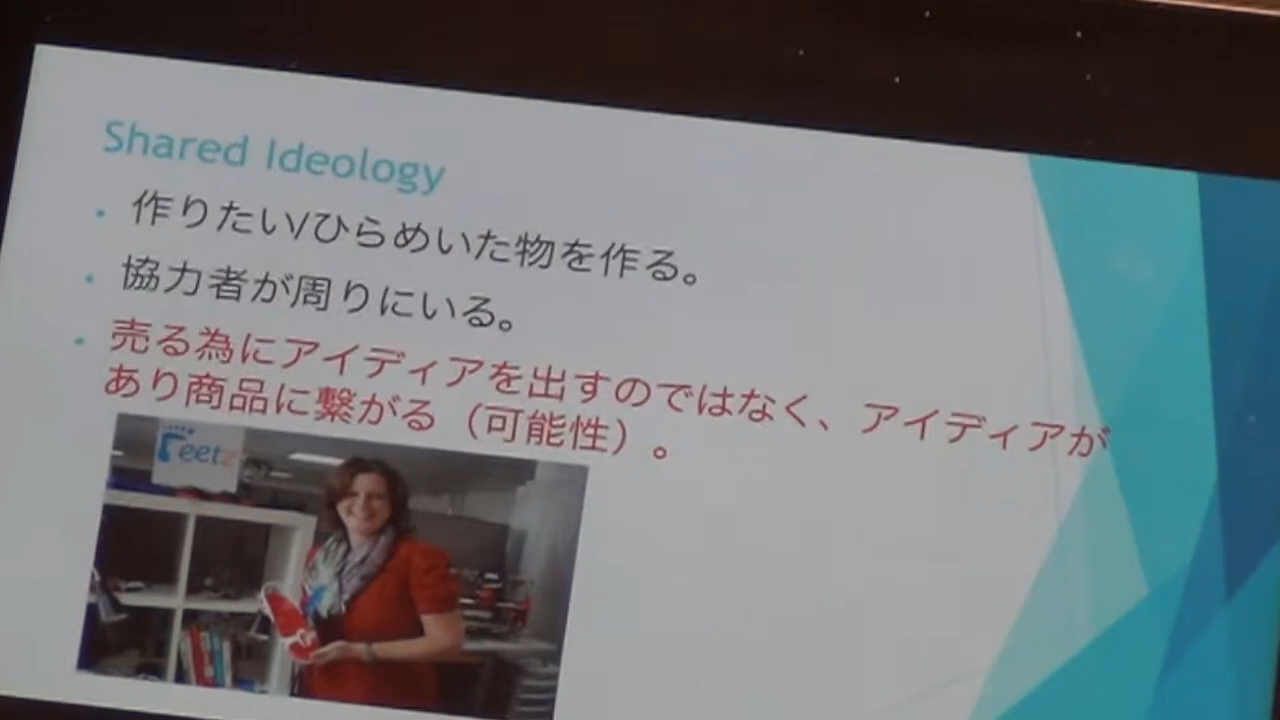 Shared Ideology
• 作りたい/ひらめいた物を作る。
• 協力者が周りにいる。
• 売る為にアイディアを出すのではなく、アイディアが
あり商品に繋がる（可能性）。
Feetz